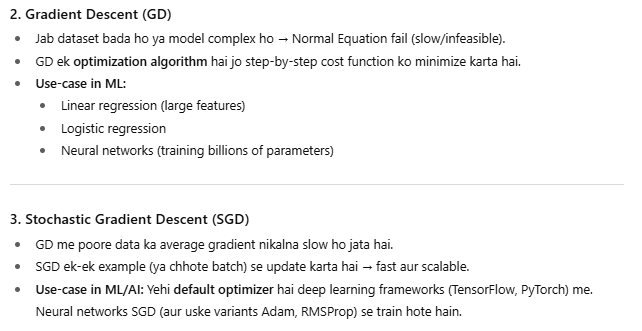 2. Gradient Descent (GD)
• Jab dataset bada ho ya model complex ho → Normal Equation fail (slow/infeasible).
• GD ek optimization algorithm hai jo step-by-step cost function ko minimize karta hai.
• Use-case in ML:
• Linear regression (large features)
• Logistic regression
• Neural networks (training billions of parameters)
3. Stochastic Gradient Descent (SGD)
• GD me poore data ka average gradient nikalna slow ho jata hai.
• SGD ek-ek example (ya chhote batch) se update karta hai → fast aur scalable.
• Use-case in ML/AI: Yehi default optimizer hai deep learning frameworks (TensorFlow, PyTorch) me.
Neural networks SGD (aur uske variants Adam, RMSProp) se train hote hain.